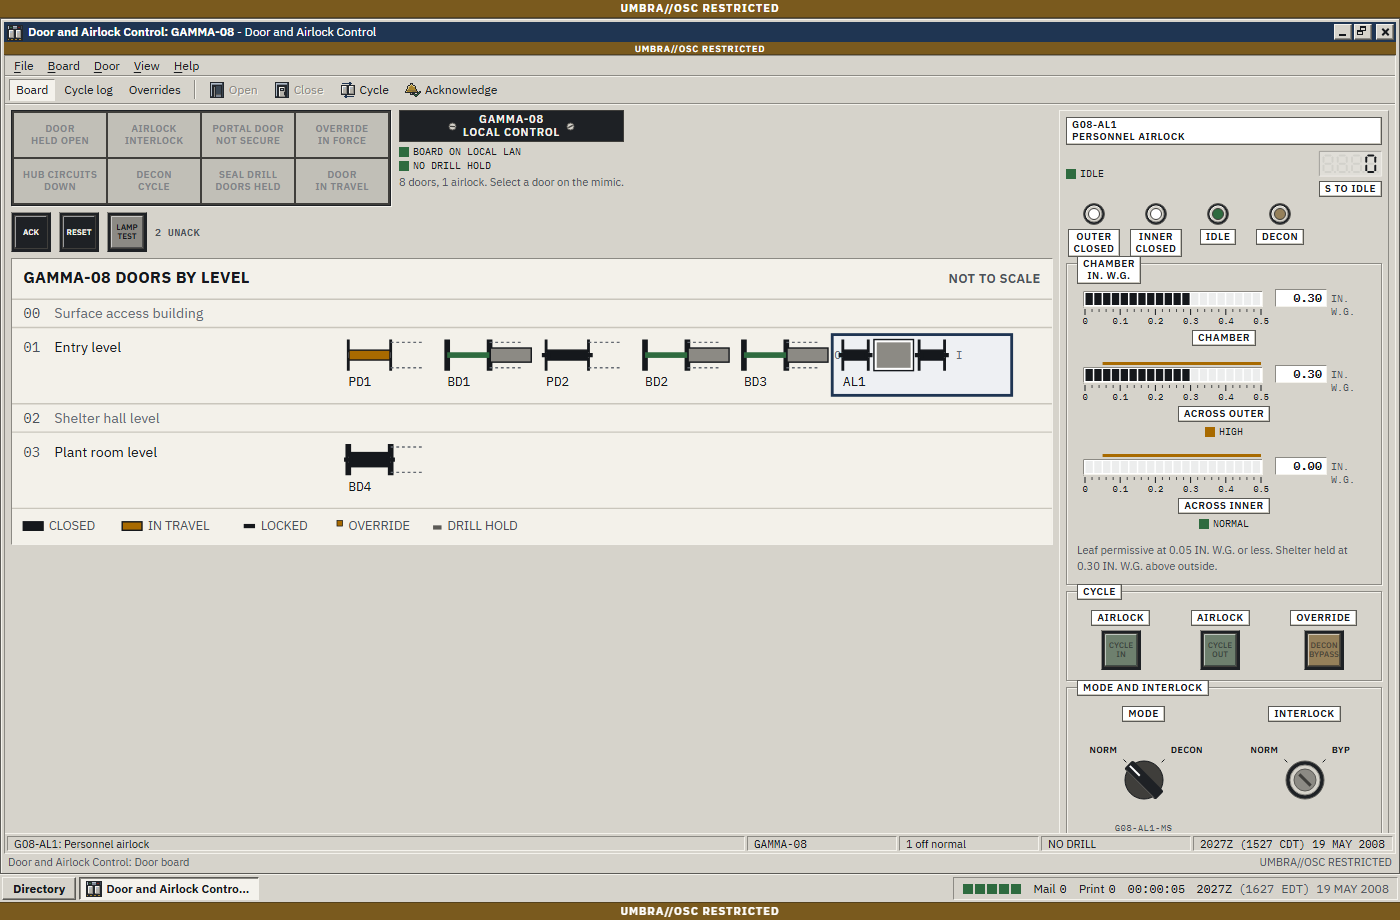 UMBRA//OSC RESTRICTED
Door and Airlock Control: GAMMA-08 - Door and Airlock Control
UMBRA//OSC RESTRICTED
File Board Door View Help
Board Cycle log Overrides Open Close Cycle Acknowledge
DOOR HELD OPEN
AIRLOCK INTERLOCK
PORTAL DOOR NOT SECURE
OVERRIDE IN FORCE
HUB CIRCUITS DOWN
DECON CYCLE
SEAL DRILL DOORS HELD
DOOR IN TRAVEL
GAMMA-08
LOCAL CONTROL
BOARD ON LOCAL LAN
NO DRILL HOLD
8 doors, 1 airlock. Select a door on the mimic.
ACK RESET LAMP TEST 2 UNACK
GAMMA-08 DOORS BY LEVEL NOT TO SCALE
00 Surface access building
01 Entry level
PD1 BD1 PD2 BD2 BD3 O AL1 I
02 Shelter hall level
03 Plant room level
BD4
CLOSED IN TRAVEL LOCKED OVERRIDE DRILL HOLD
G08-AL1
PERSONNEL AIRLOCK
IDLE
0
S TO IDLE
OUTER CLOSED
INNER CLOSED
IDLE
DECON
CHAMBER
IN. W.G.
0.30 IN. W.G.
0 0.1 0.2 0.3 0.4 0.5
CHAMBER
0.30 IN. W.G.
0 0.1 0.2 0.3 0.4 0.5
ACROSS OUTER
HIGH
0.00 IN. W.G.
0 0.1 0.2 0.3 0.4 0.5
ACROSS INNER
NORMAL
Leaf permissive at 0.05 IN. W.G. or less. Shelter held at
0.30 IN. W.G. above outside.
CYCLE
AIRLOCK AIRLOCK OVERRIDE
CYCLE IN
CYCLE OUT
DECON BYPASS
MODE AND INTERLOCK
MODE INTERLOCK
NORM DECON NORM BYP
G08-AL1-MS
G08-AL1: Personnel airlock GAMMA-08 1 off normal NO DRILL 2027Z (1527 CDT) 19 MAY 2008
Door and Airlock Control: Door board UMBRA//OSC RESTRICTED
Directory Door and Airlock Contro... Mail 0 Print 0 00:00:05 2027Z (1627 EDT) 19 MAY 2008
UMBRA//OSC RESTRICTED